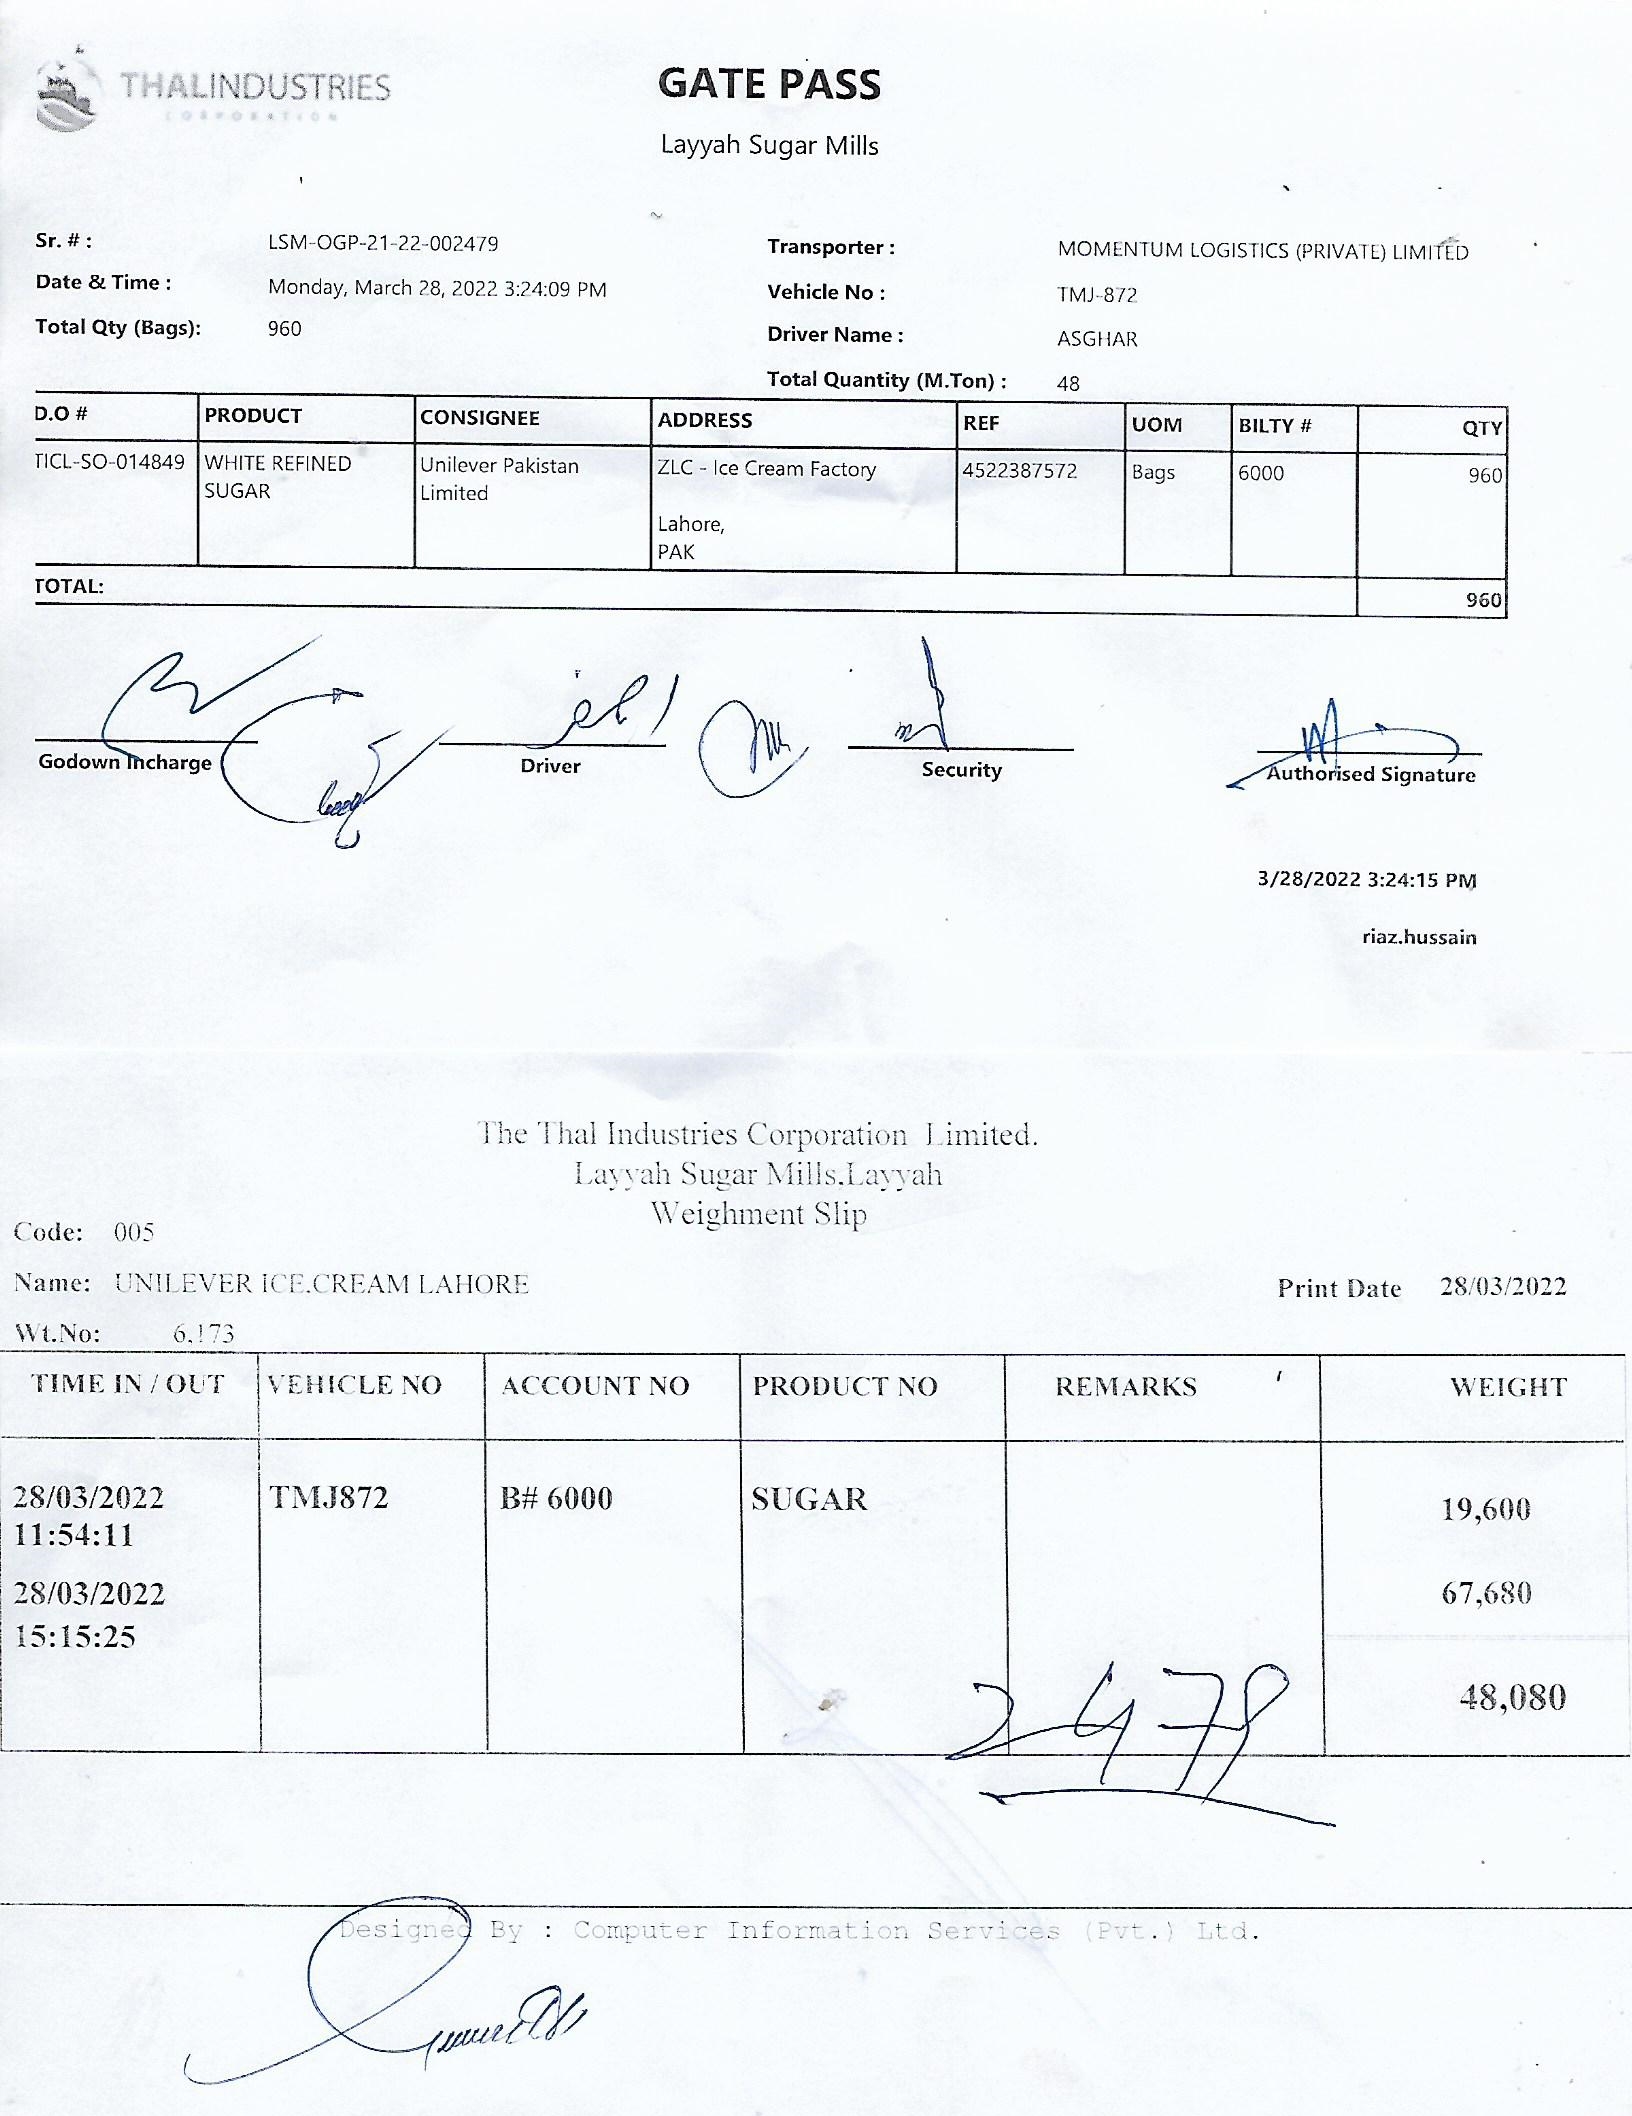 THALINDUSTRIES
CORPORATION
GATE PASS
Layyah Sugar Mills
Sr. # : LSM-OGP-21-22-002479
Date & Time : Monday, March 28, 2022 3:24:09 PM
Total Qty (Bags): 960
Transporter : MOMENTUM LOGISTICS (PRIVATE) LIMITED
Vehicle No : TMJ-872
Driver Name : ASGHAR
Total Quantity (M.Ton) : 48
D.O # PRODUCT CONSIGNEE ADDRESS REF UOM BILTY # QTY
TICL-SO-014849 WHITE REFINED Unilever Pakistan ZLC - Ice Cream Factory 4522387572 Bags 6000 960
SUGAR Limited
Lahore,
PAK
TOTAL: 960
Godown Incharge Driver Security Authorised Signature
3/28/2022 3:24:15 PM
riaz.hussain
The Thal Industries Corporation Limited.
Layyah Sugar Mills.Layyah
Weighment Slip
Code: 005
Name: UNILEVER ICE.CREAM LAHORE Print Date 28/03/2022
Wt.No: 6,173
TIME IN / OUT VEHICLE NO ACCOUNT NO PRODUCT NO REMARKS WEIGHT
28/03/2022 TMJ872 B# 6000 SUGAR 19,600
11:54:11
28/03/2022 67,680
15:15:25
48,080
2479
Designed By : Computer Information Services (Pvt.) Ltd.